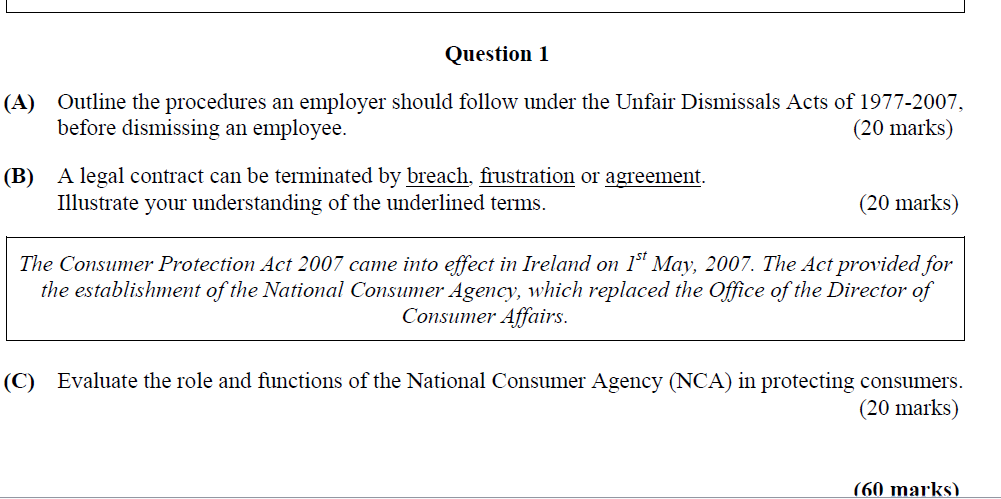 Question 1
(A) Outline the procedures an employer should follow under the Unfair Dismissals Acts of 1977-2007,
before dismissing an employee. (20 marks)
(B) A legal contract can be terminated by breach, frustration or agreement.
Illustrate your understanding of the underlined terms. (20 marks)
The Consumer Protection Act 2007 came into effect in Ireland on 1st May, 2007. The Act provided for
the establishment of the National Consumer Agency, which replaced the Office of the Director of
Consumer Affairs.
(C) Evaluate the role and functions of the National Consumer Agency (NCA) in protecting consumers.
(20 marks)
(60 marks)